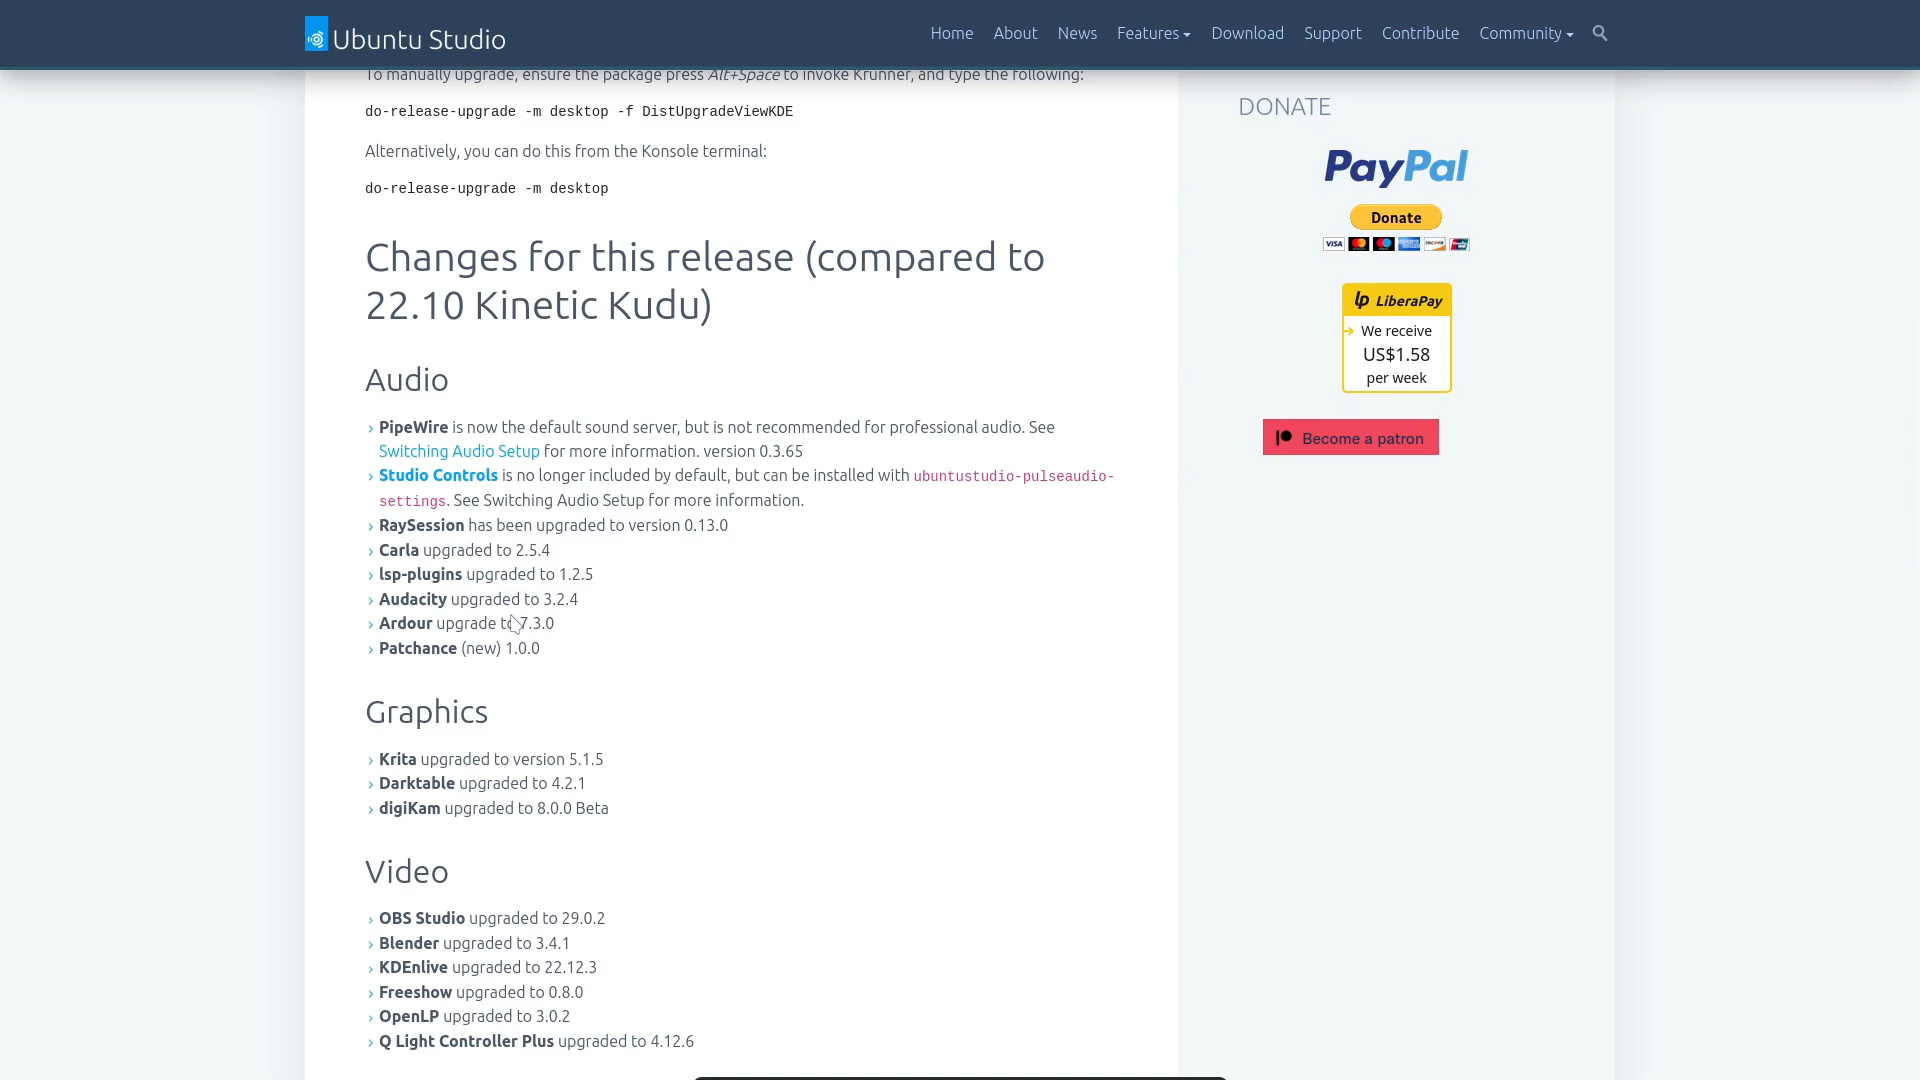 Ubuntu Studio
Home About News Features Download Support Contribute Community
To manually upgrade, ensure the package press Alt+Space to invoke Krunner, and type the following:
do-release-upgrade -m desktop -f DistUpgradeViewKDE
Alternatively, you can do this from the Konsole terminal:
do-release-upgrade -m desktop
Changes for this release (compared to
22.10 Kinetic Kudu)
Audio
PipeWire is now the default sound server, but is not recommended for professional audio. See
Switching Audio Setup for more information. version 0.3.65
Studio Controls is no longer included by default, but can be installed with ubuntustudio-pulseaudio-
settings. See Switching Audio Setup for more information.
RaySession has been upgraded to version 0.13.0
Carla upgraded to 2.5.4
lsp-plugins upgraded to 1.2.5
Audacity upgraded to 3.2.4
Ardour upgrade to 7.3.0
Patchance (new) 1.0.0
Graphics
Krita upgraded to version 5.1.5
Darktable upgraded to 4.2.1
digiKam upgraded to 8.0.0 Beta
Video
OBS Studio upgraded to 29.0.2
Blender upgraded to 3.4.1
KDEnlive upgraded to 22.12.3
Freeshow upgraded to 0.8.0
OpenLP upgraded to 3.0.2
Q Light Controller Plus upgraded to 4.12.6
DONATE
PayPal
Donate
VISA
lp LiberaPay
We receive
US$1.58
per week
Become a patron